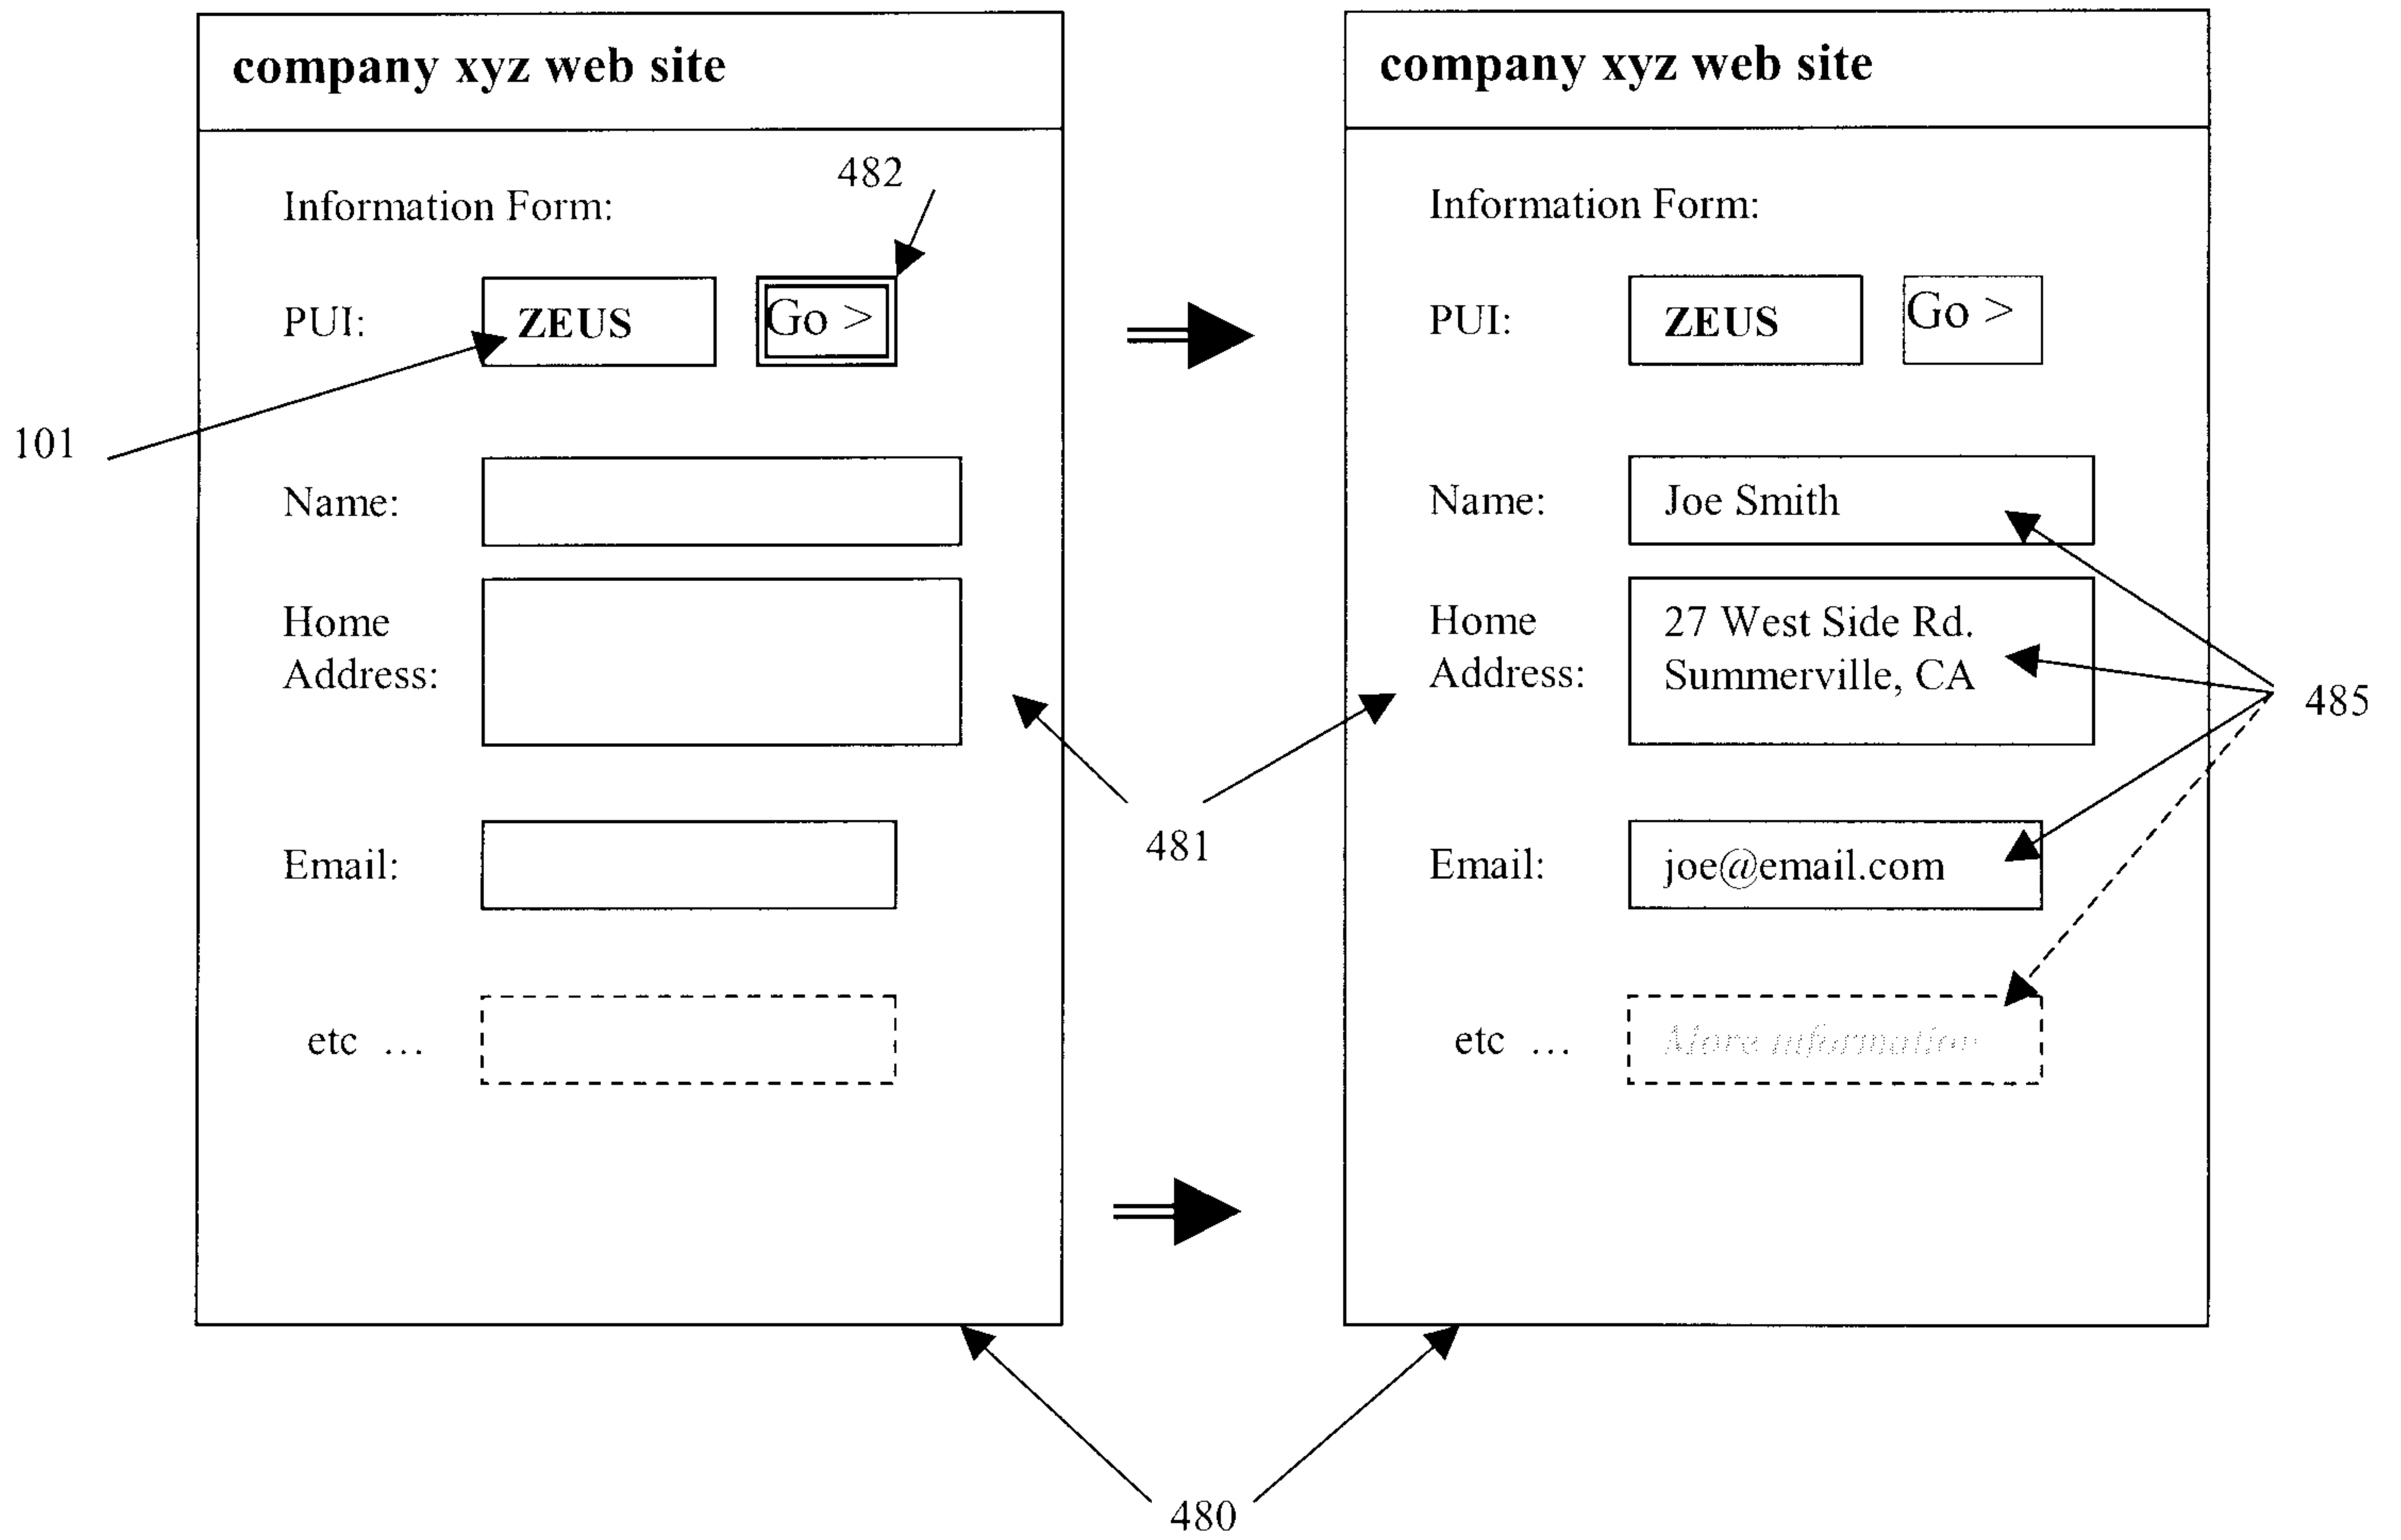 company xyz web site
482
Information Form:
PUI: ZEUS Go >
101
Name:
Home
Address:
481
Email:
etc ...
480
company xyz web site
Information Form:
PUI: ZEUS Go >
Name: Joe Smith
Home 27 West Side Rd.
Address: Summerville, CA
485
Email: joe@email.com
etc ... More information